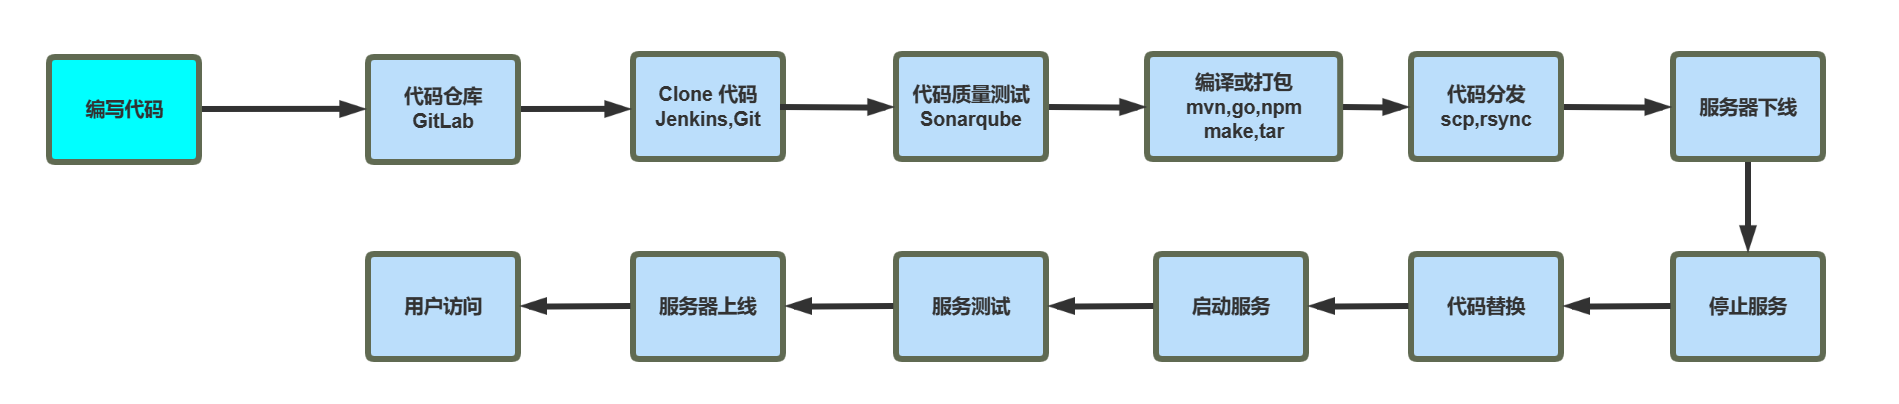 编写代码
代码仓库
GitLab
Clone 代码
Jenkins,Git
代码质量测试
Sonarqube
编译或打包
mvn,go,npm
make,tar
代码分发
scp,rsync
服务器下线
停止服务
代码替换
启动服务
服务测试
服务器上线
用户访问